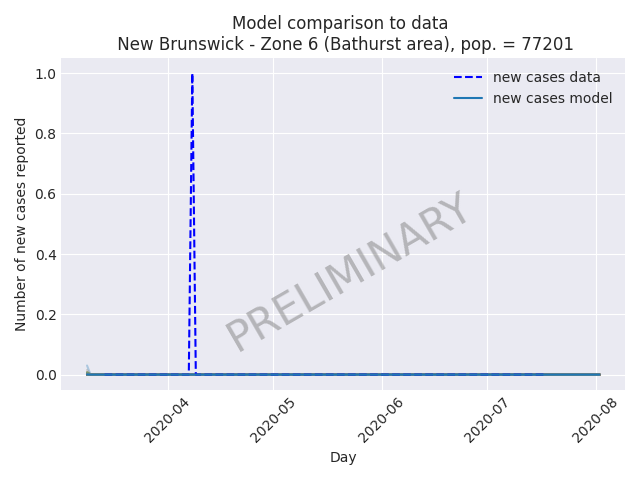 Model comparison to data
New Brunswick - Zone 6 (Bathurst area), pop. = 77201
new cases data
new cases model
Number of new cases reported
1.0
0.8
0.6
0.4
0.2
0.0
PRELIMINARY
2020-04
2020-05
2020-06
2020-07
2020-08
Day